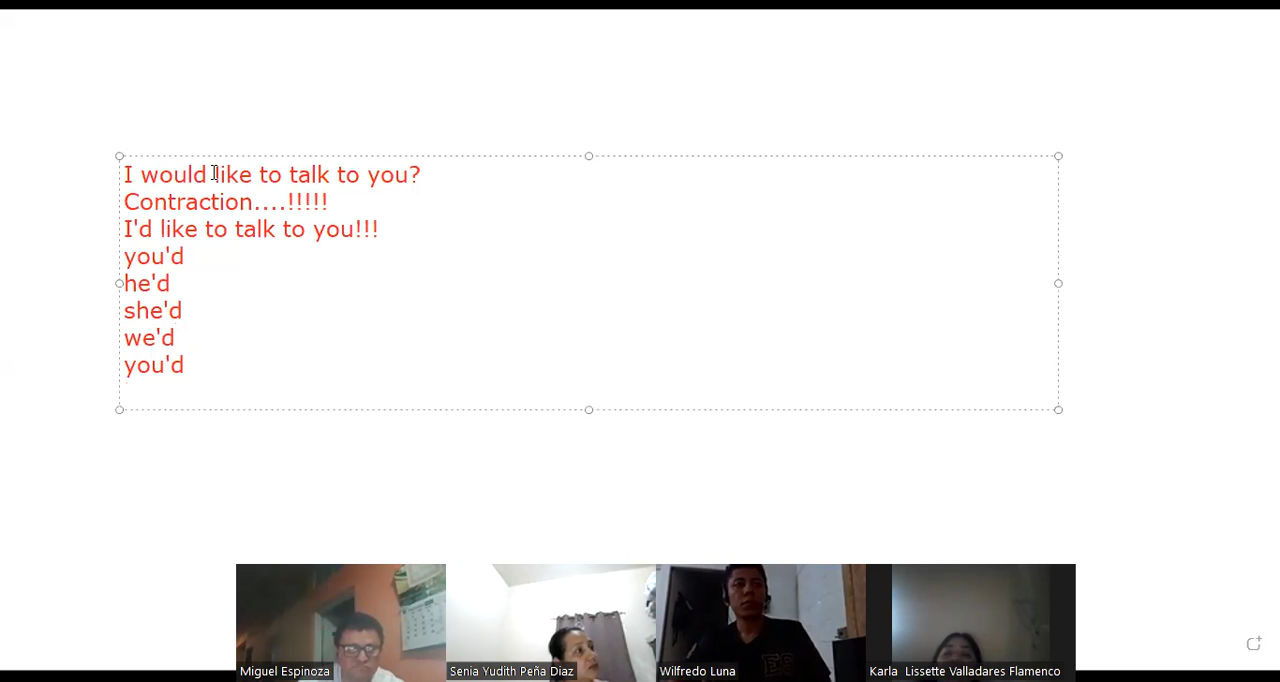 I would like to talk to you?
Contraction....!!!!!
I'd like to talk to you!!!
you'd
he'd
she'd
we'd
you'd
Miguel Espinoza
Senia Yudith Peña Diaz
Wilfredo Luna
Karla Lissette Valladares Flamenco